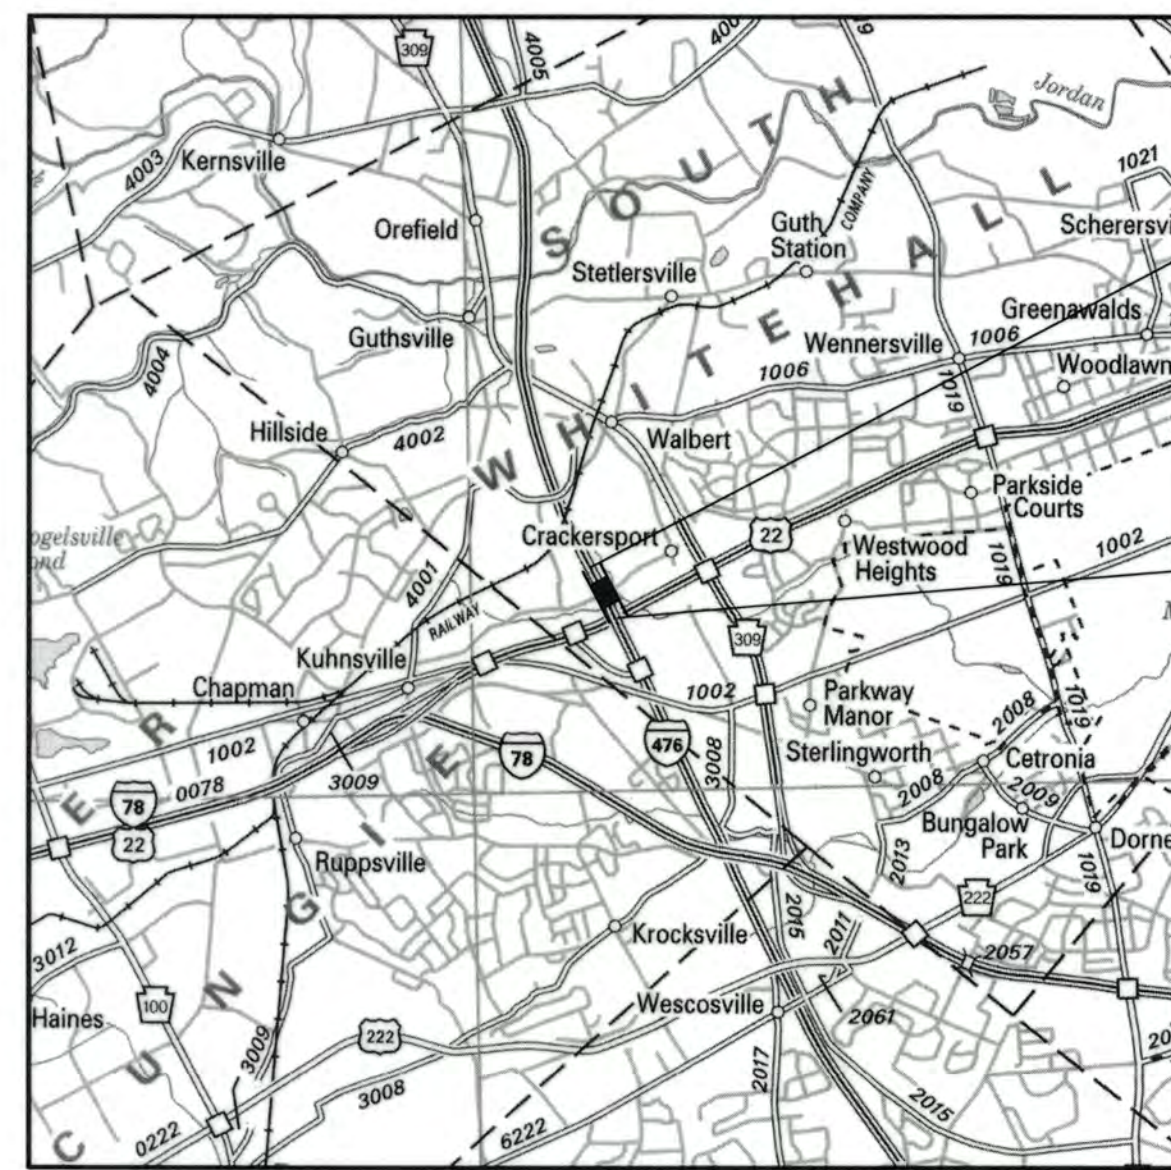 309
4005
Jordan
4003
Kernsville
SOUTH
1021
COMPANY
Orefield
Guth
Station
Stetlersville
WHITEHALL
Greenawalds
Guthsville
Wennersville
1006
Woodlawn
4004
1006
1019
Hillside
4002
Walbert
Parkside
Courts
Crackersport
22
Westwood
Heights
1002
1019
4001
RAILWAY
309
Kuhnsville
Chapman
1002
Parkway
Manor
2008
1019
1002
78
476
3008
Sterlingworth
Cetronia
3009
0078
78
22
2008
2009
Bungalow
Park
Ruppsville
2013
1019
222
3012
Krocksville
2015
2011
2057
100
Haines
Wescosville
2061
222
3009
3008
2017
2015
0222
6222
R
E
E
I
G
N
U
C